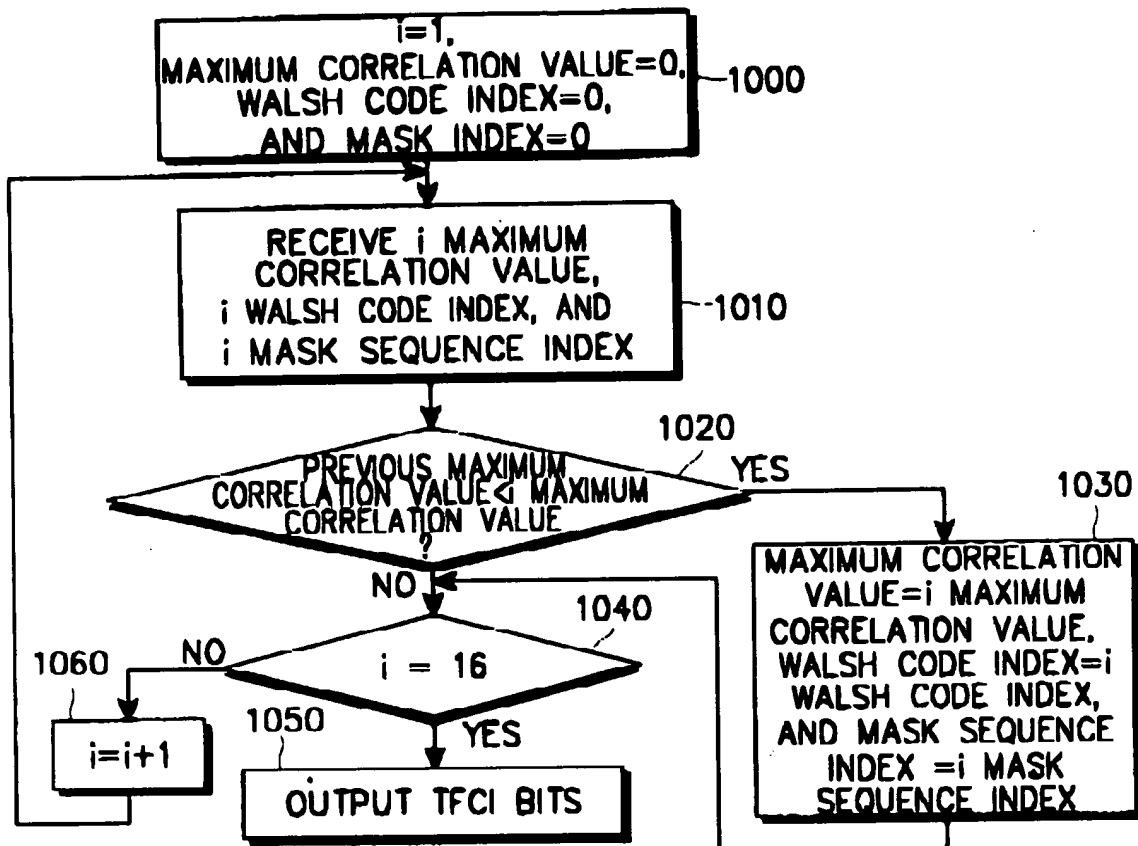 i=1,
MAXIMUM CORRELATION VALUE=0,
WALSH CODE INDEX=0,
AND MASK INDEX=0
1000
RECEIVE i MAXIMUM
CORRELATION VALUE,
i WALSH CODE INDEX, AND
i MASK SEQUENCE INDEX
1010
1020
PREVIOUS MAXIMUM
CORRELATION VALUE<i MAXIMUM
CORRELATION VALUE
?
YES
NO
1030
MAXIMUM CORRELATION
VALUE=i MAXIMUM
CORRELATION VALUE,
WALSH CODE INDEX=i
WALSH CODE INDEX,
AND MASK SEQUENCE
INDEX =i MASK
SEQUENCE INDEX
1040
i = 16
NO
YES
1060
i=i+1
1050
OUTPUT TFCI BITS